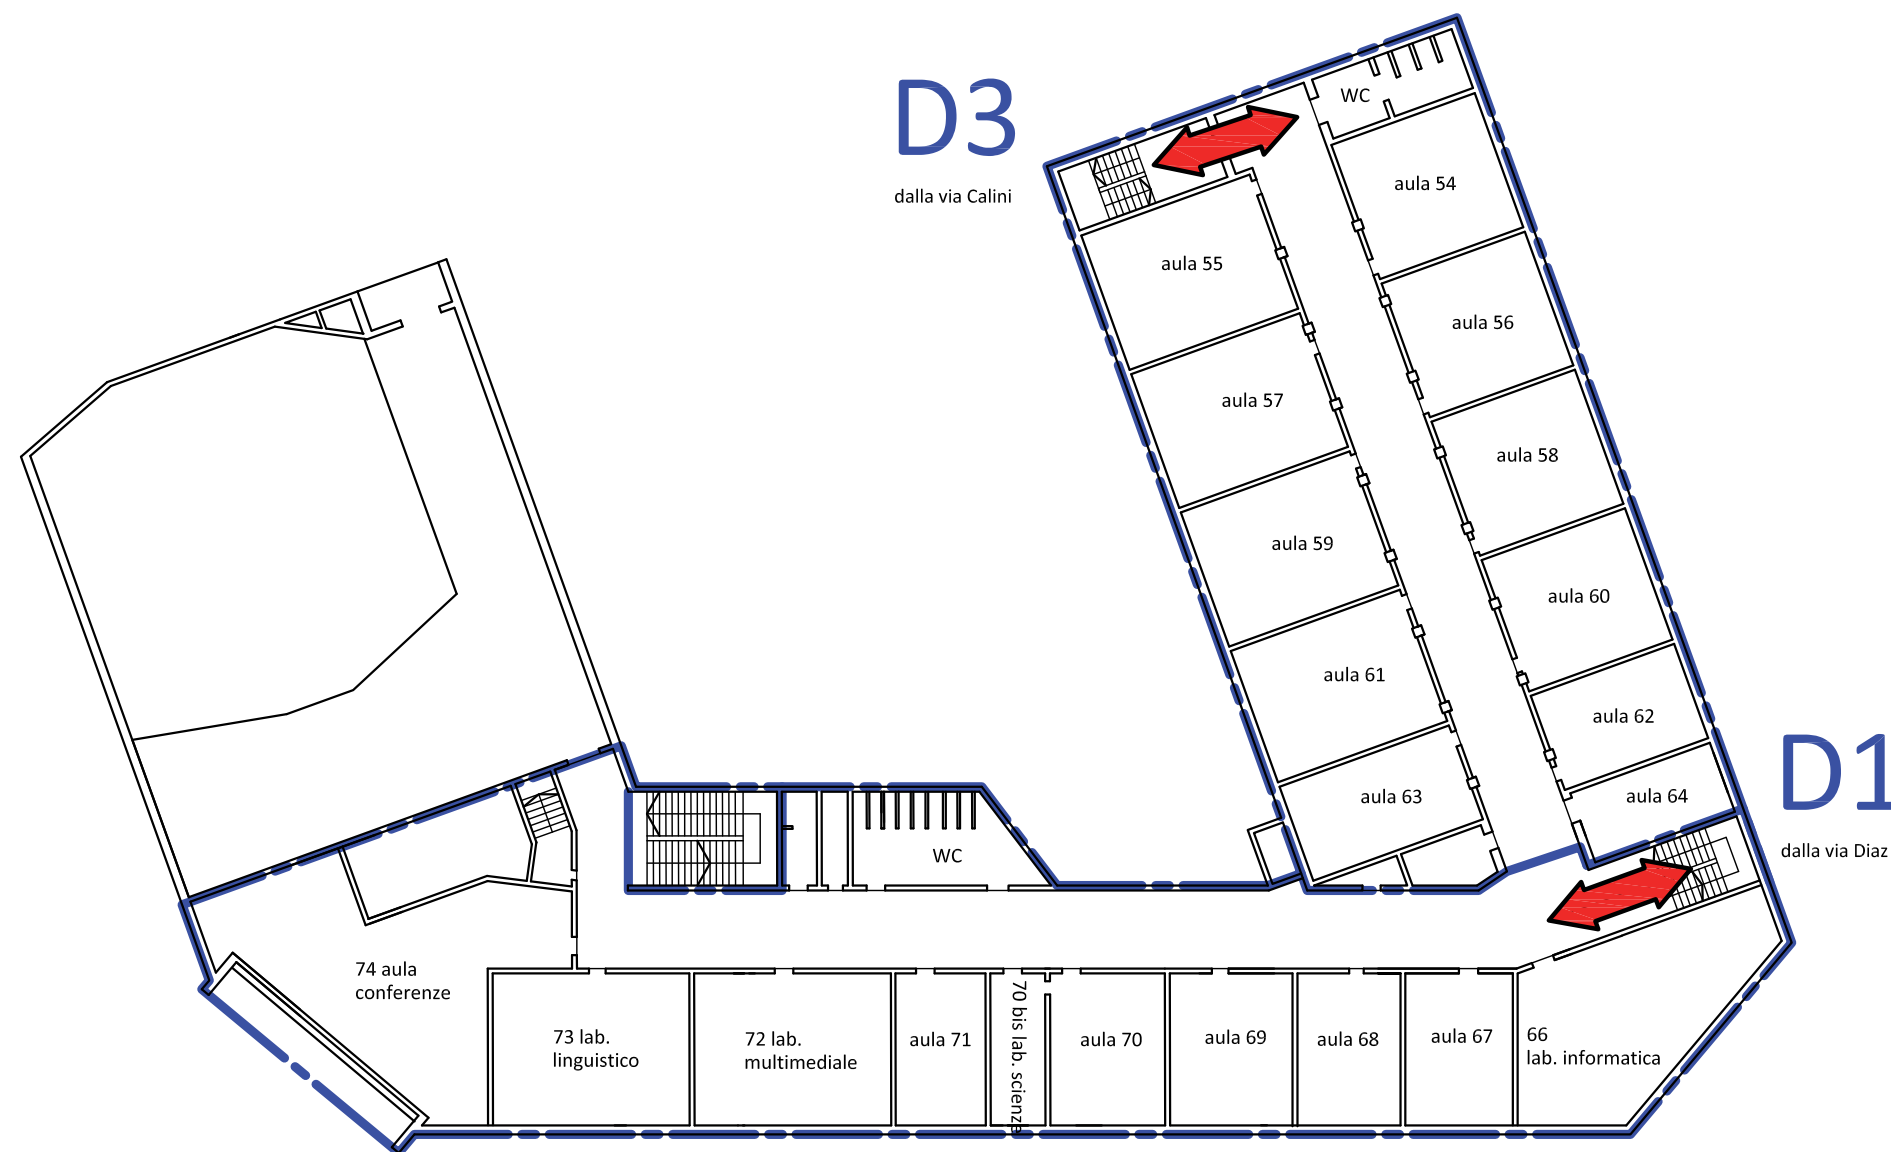 D3
dalla via Calini
WC
aula 54
aula 55
aula 56
aula 57
aula 58
aula 59
aula 60
aula 61
aula 62
aula 63
aula 64
D1
dalla via Diaz
WC
74 aula
conferenze
73 lab.
linguistico
72 lab.
multimediale
aula 71
70 bis lab. scienze
aula 70
aula 69
aula 68
aula 67
66
lab. informatica